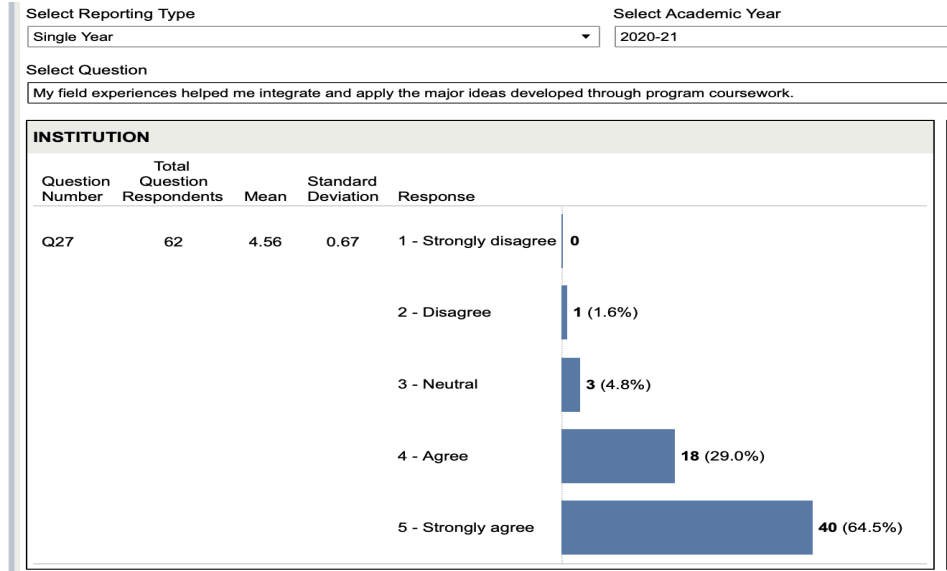 Select Reporting Type
Select Academic Year
Single Year
2020-21
Select Question
My field experiences helped me integrate and apply the major ideas developed through program coursework.
INSTITUTION
Question Number
Total Question Respondents
Mean
Standard Deviation
Response
Q27 62 4.56 0.67 1 - Strongly disagree 0
2 - Disagree 1 (1.6%)
3 - Neutral 3 (4.8%)
4 - Agree 18 (29.0%)
5 - Strongly agree 40 (64.5%)